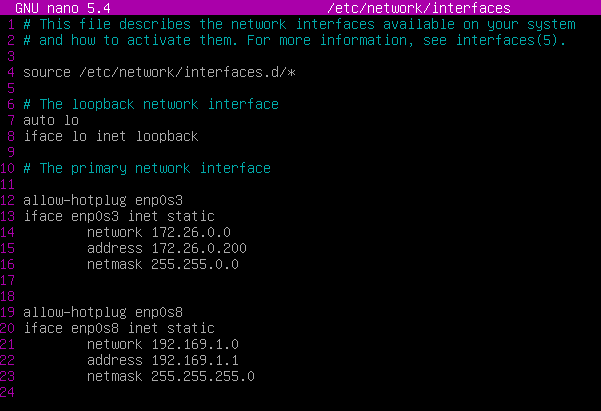 GNU nano 5.4 /etc/network/interfaces
1 # This file describes the network interfaces available on your system
2 # and how to activate them. For more information, see interfaces(5).
3
4 source /etc/network/interfaces.d/*
5
6 # The loopback network interface
7 auto lo
8 iface lo inet loopback
9
10 # The primary network interface
11
12 allow-hotplug enp0s3
13 iface enp0s3 inet static
14 network 172.26.0.0
15 address 172.26.0.200
16 netmask 255.255.0.0
17
18
19 allow-hotplug enp0s8
20 iface enp0s8 inet static
21 network 192.169.1.0
22 address 192.169.1.1
23 netmask 255.255.255.0
24